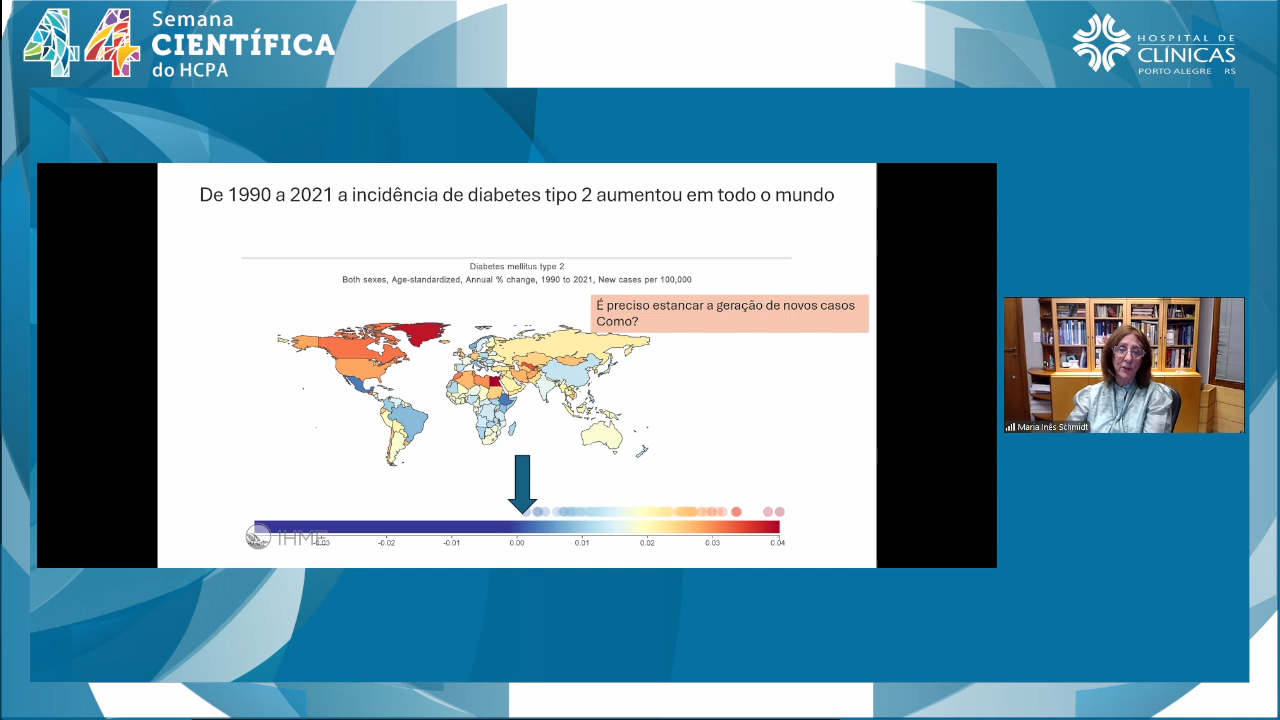 44
Semana
CIENTÍFICA
do HCPA
HOSPITAL DE
CLÍNICAS
PORTO ALEGRE RS
De 1990 a 2021 a incidência de diabetes tipo 2 aumentou em todo o mundo
Diabetes mellitus type 2
Both sexes, Age-standardized, Annual % change, 1990 to 2021, New cases per 100,000
É preciso estancar a geração de novos casos
Como?
Maria Inês Schmidt
IHME
-0.02 -0.01 0.00 0.01 0.02 0.03 0.04